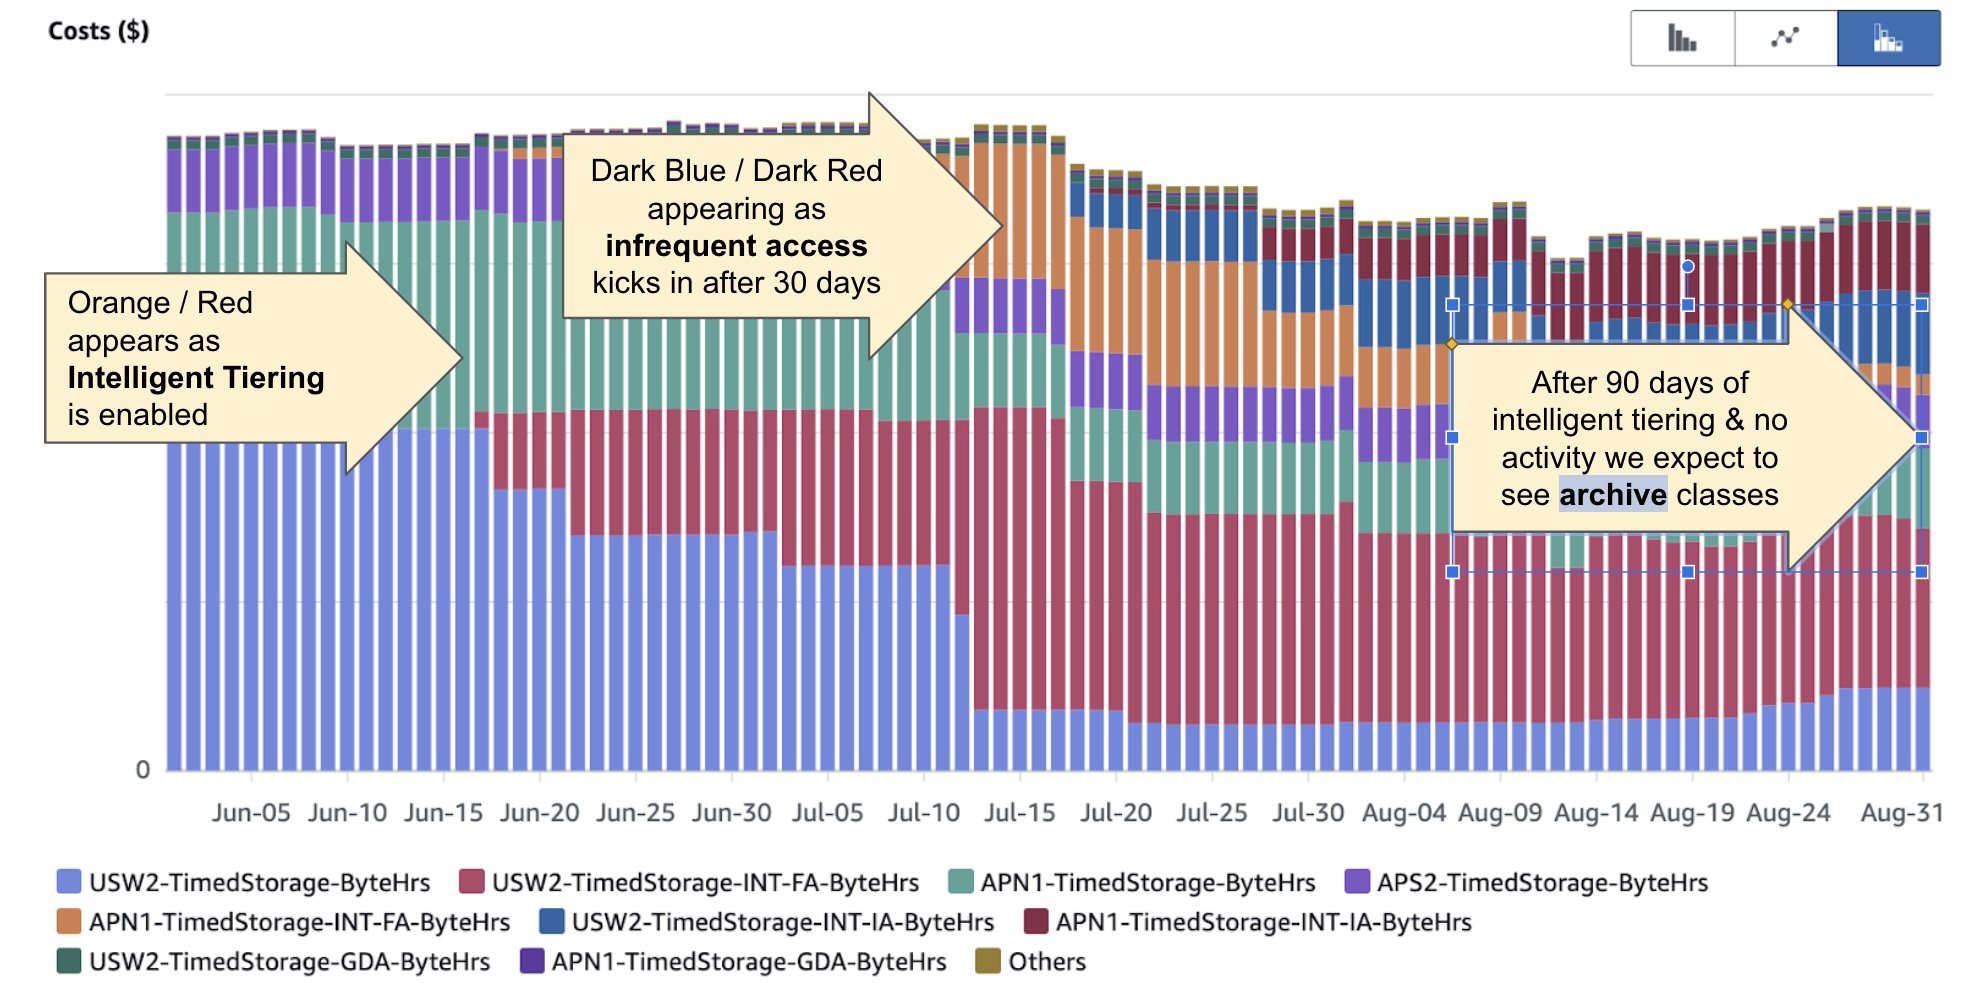 Costs ($)
Dark Blue / Dark Red
appearing as
infrequent access
kicks in after 30 days
Orange / Red
appears as
Intelligent Tiering
is enabled
After 90 days of
intelligent tiering & no
activity we expect to
see archive classes
0
Jun-05 Jun-10 Jun-15 Jun-20 Jun-25 Jun-30 Jul-05 Jul-10 Jul-15 Jul-20 Jul-25 Jul-30 Aug-04 Aug-09 Aug-14 Aug-19 Aug-24 Aug-31
USW2-TimedStorage-ByteHrs USW2-TimedStorage-INT-FA-ByteHrs APN1-TimedStorage-ByteHrs APS2-TimedStorage-ByteHrs
APN1-TimedStorage-INT-FA-ByteHrs USW2-TimedStorage-INT-IA-ByteHrs APN1-TimedStorage-INT-IA-ByteHrs
USW2-TimedStorage-GDA-ByteHrs APN1-TimedStorage-GDA-ByteHrs Others